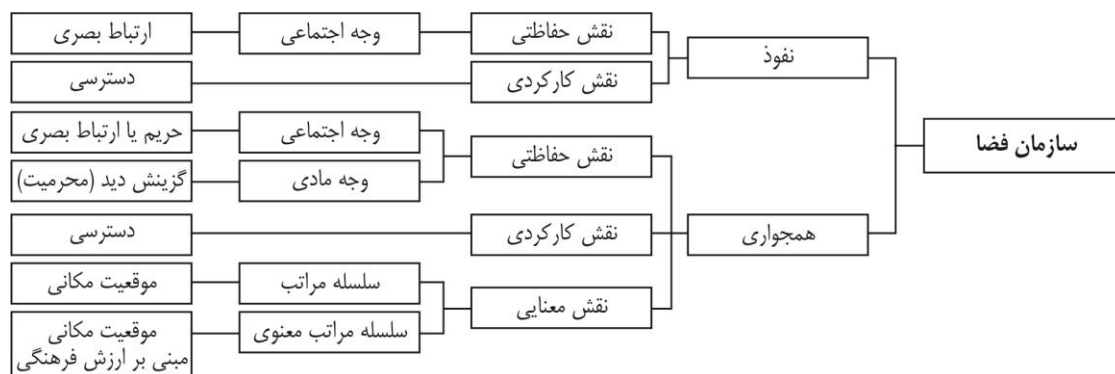 سازمان فضا
نفوذ
نقش حفاظتی
وجه اجتماعی
ارتباط بصری
نقش کارکردی
دسترسی
همجواری
نقش حفاظتی
وجه اجتماعی
حریم یا ارتباط بصری
وجه مادی
گزینش دید (محرمیت)
نقش کارکردی
دسترسی
نقش معنایی
سلسله مراتب
موقعیت مکانی
سلسله مراتب معنوی
موقعیت مکانی
مبنی بر ارزش فرهنگی